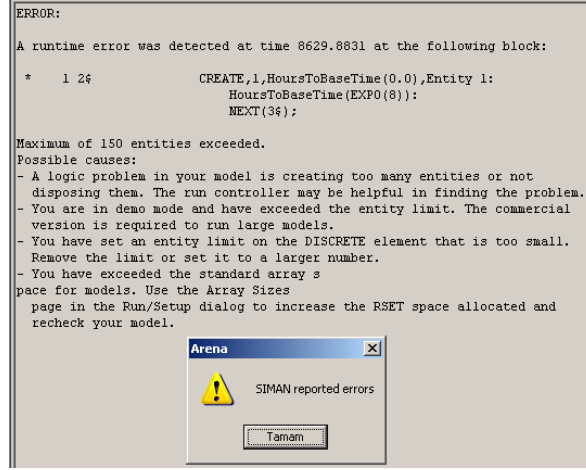 ERROR:
A runtime error was detected at time 8629.8831 at the following block:
* 1 2$ CREATE,1,HoursToBaseTime(0.0),Entity 1:
HoursToBaseTime(EXPO(8)):
NEXT(3$);
Maximum of 150 entities exceeded.
Possible causes:
- A logic problem in your model is creating too many entities or not
disposing them. The run controller may be helpful in finding the problem.
- You are in demo mode and have exceeded the entity limit. The commercial
version is required to run large models.
- You have set an entity limit on the DISCRETE element that is too small.
Remove the limit or set it to a larger number.
- You have exceeded the standard array s
pace for models. Use the Array Sizes
page in the Run/Setup dialog to increase the RSET space allocated and
recheck your model.
Arena
SIMAN reported errors
Tamam